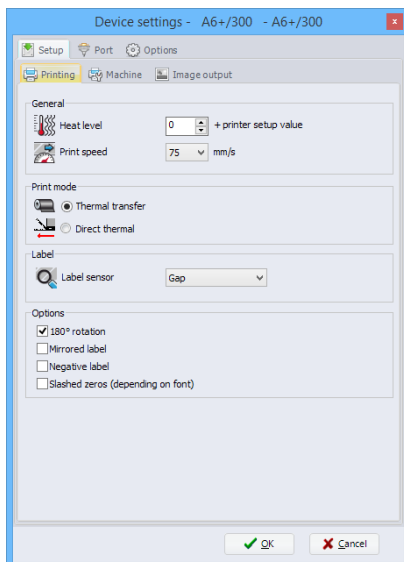 Device settings - A6+/300 - A6+/300
x
Setup Port Options
Printing Machine Image output
General
Heat level 0 + printer setup value
Print speed 75 mm/s
Print mode
Thermal transfer
Direct thermal
Label
Label sensor Gap
Options
180° rotation
Mirrored label
Negative label
Slashed zeros (depending on font)
OK Cancel